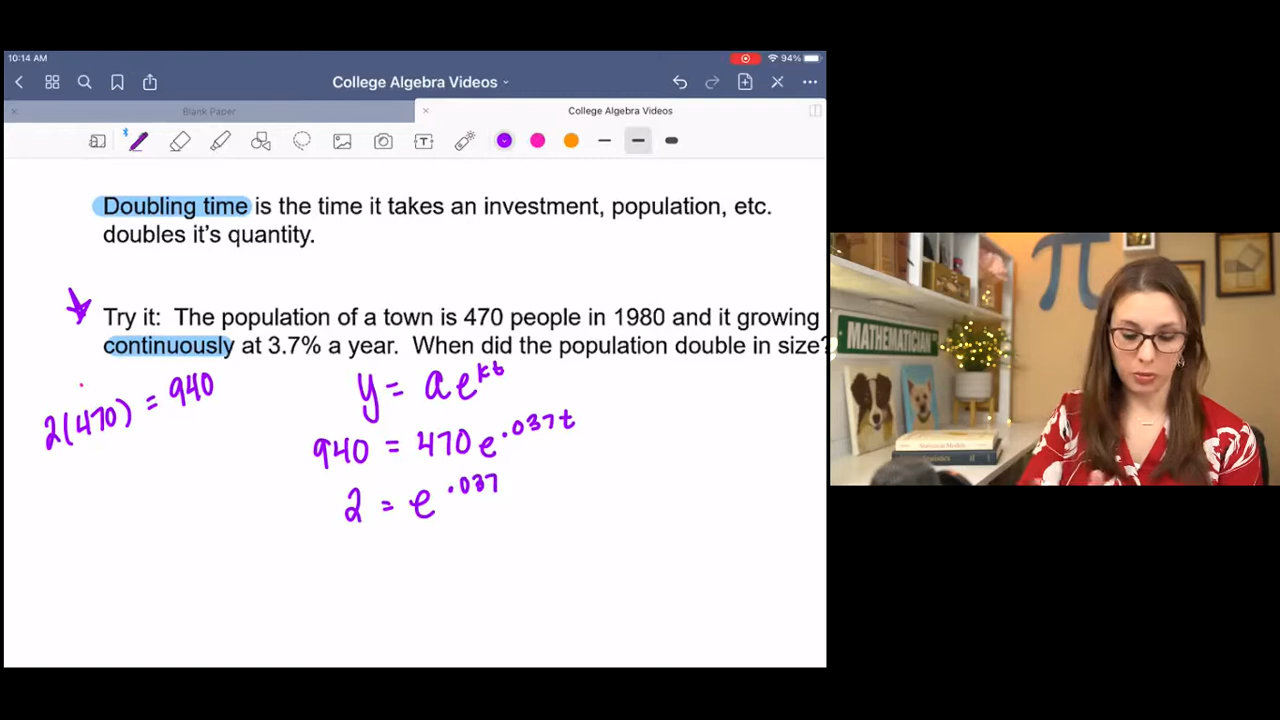 10:14 AM
94%
College Algebra Videos
Blank Paper
College Algebra Videos
Doubling time is the time it takes an investment, population, etc.
doubles it's quantity.
Try it: The population of a town is 470 people in 1980 and it growing
continuously at 3.7% a year. When did the population double in size?
2(470) = 940
y = ae^kt
940 = 470e^.037t
2 = e^.037
MATHEMATICIAN